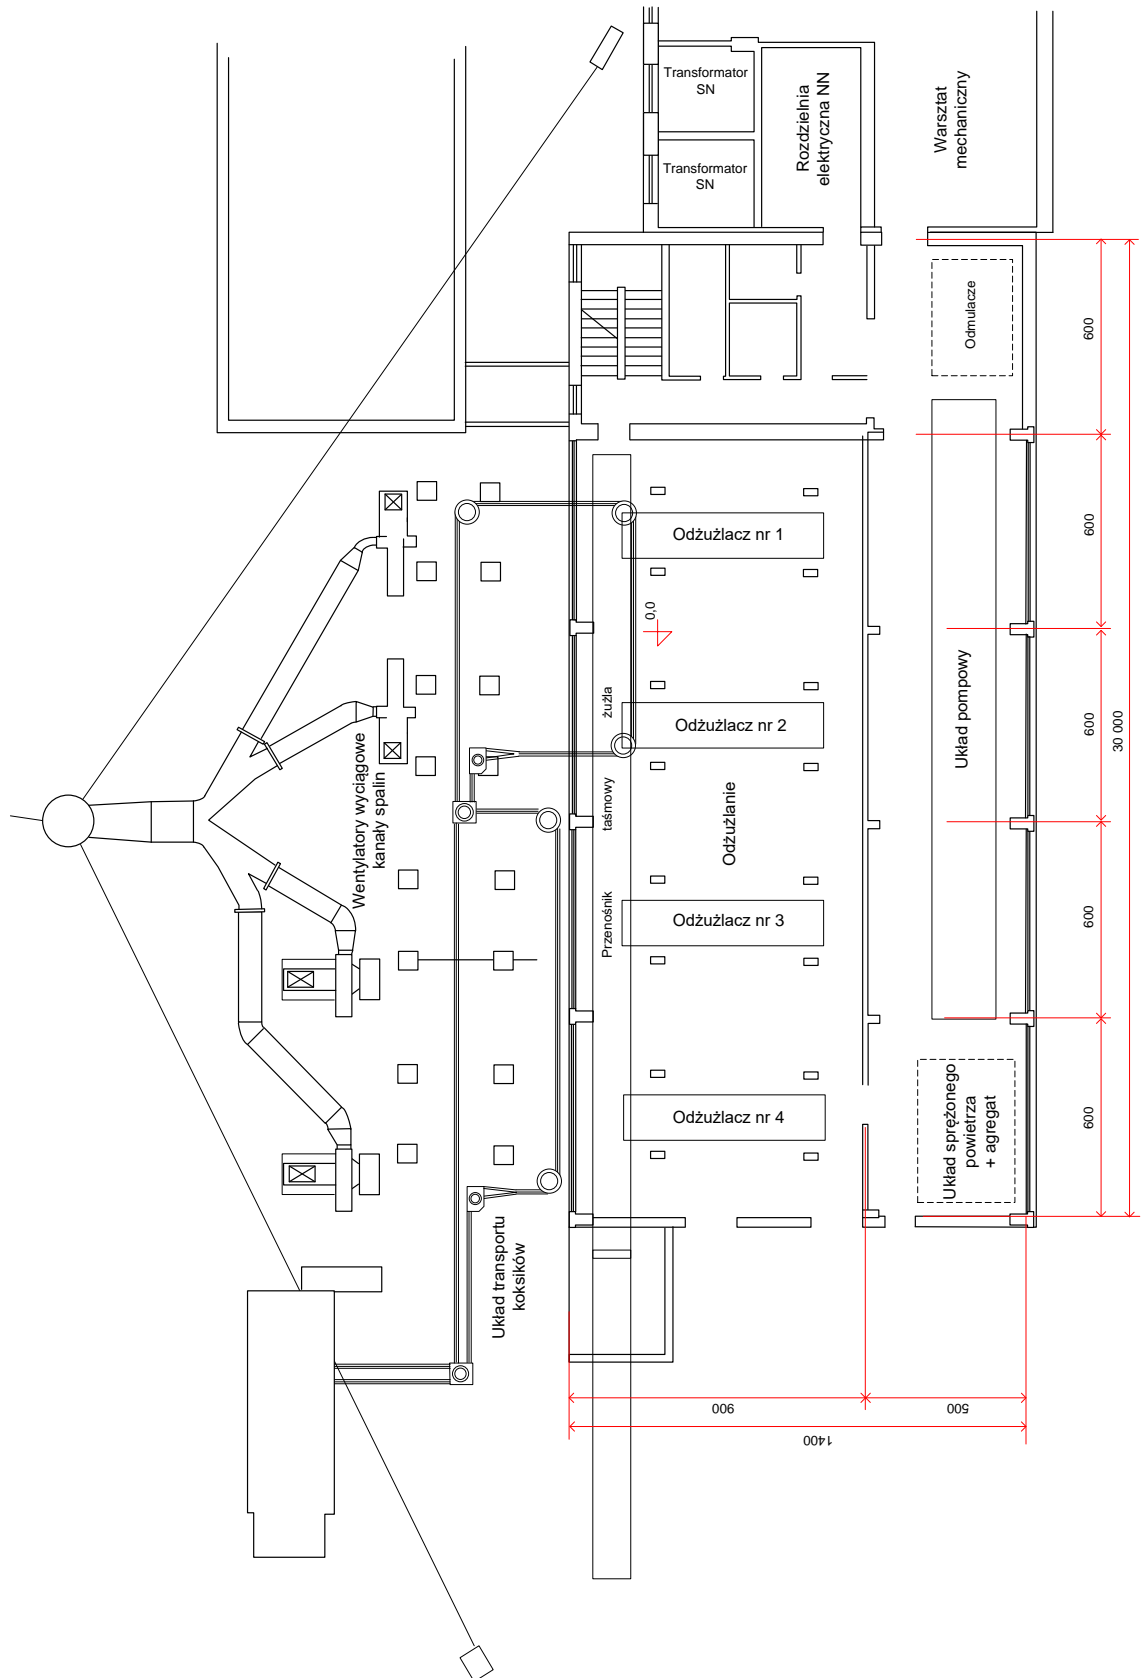 Transformator
SN
Transformator
SN
Rozdzielnia
elektryczna NN
Warsztat
mechaniczny
Odmulacze
600
Odżużlacz nr 1
600
0,0
Wentylatory wyciągowe
kanały spalin
Przenośnik taśmowy żużla
Odżużlacz nr 2
Odżużlanie
Układ pompowy
600
30 000
Odżużlacz nr 3
600
Odżużlacz nr 4
Układ sprężonego
powietrza
+ agregat
600
Układ transportu
koksików
900
500
1400